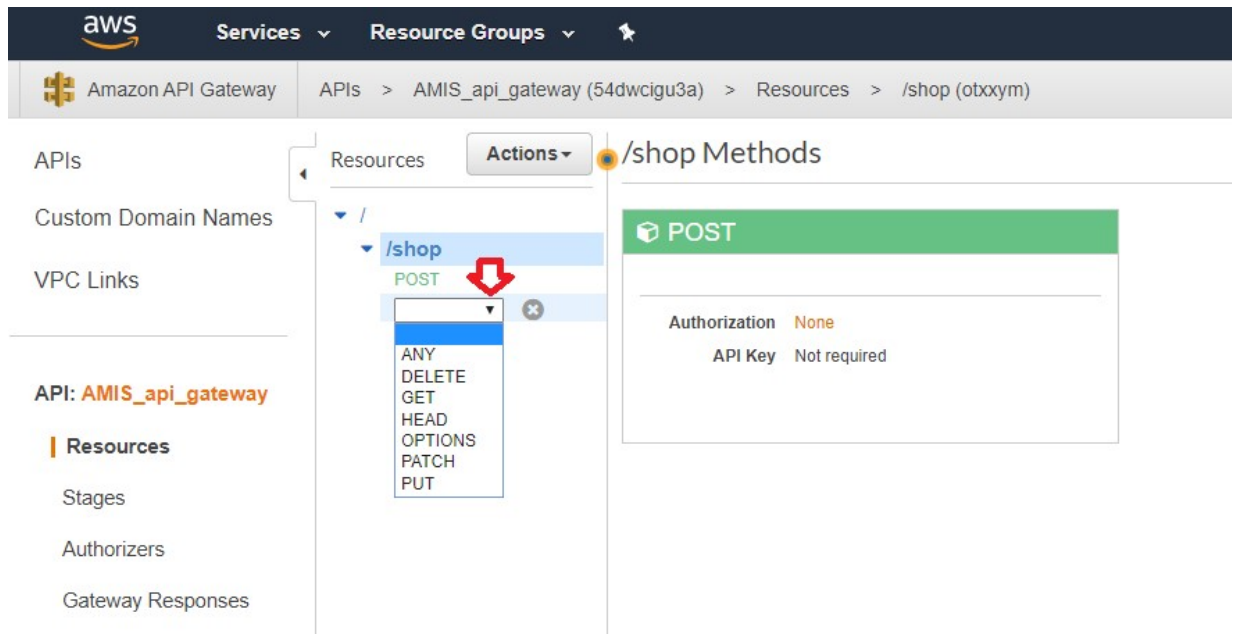 aws Services Resource Groups
Amazon API Gateway APIs > AMIS_api_gateway (54dwcigu3a) > Resources > /shop (otxxym)
APIs
Custom Domain Names
VPC Links
API: AMIS_api_gateway
Resources
Stages
Authorizers
Gateway Responses
Resources Actions
/
/shop
POST
ANY
DELETE
GET
HEAD
OPTIONS
PATCH
PUT
/shop Methods
POST
Authorization None
API Key Not required